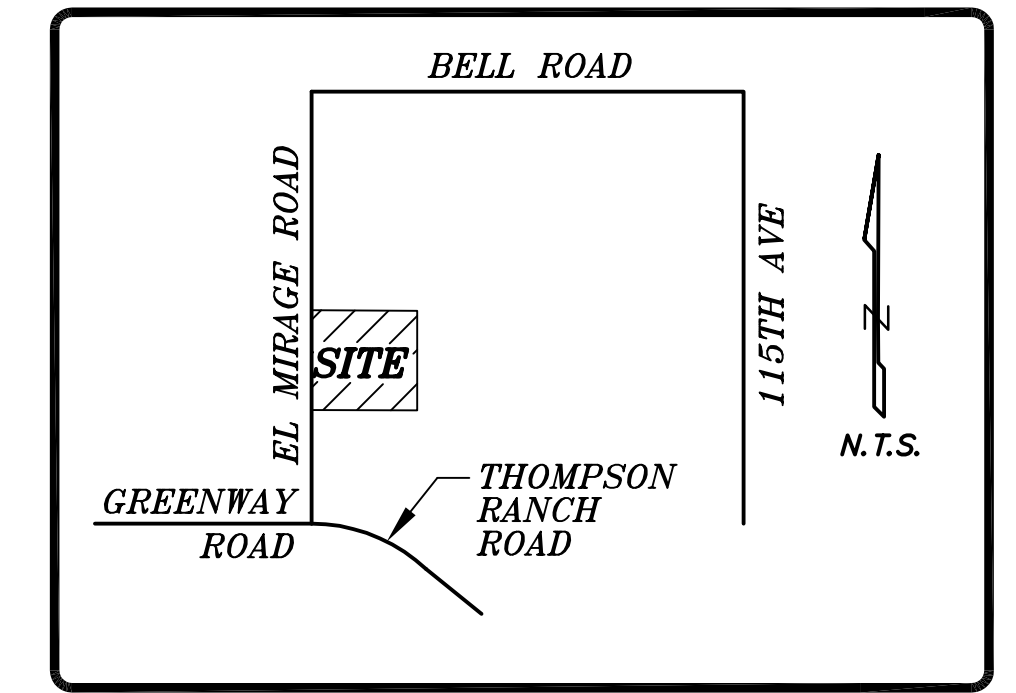 BELL ROAD
EL MIRAGE ROAD
115TH AVE
SITE
N
N.T.S.
THOMPSON
RANCH
ROAD
GREENWAY
ROAD